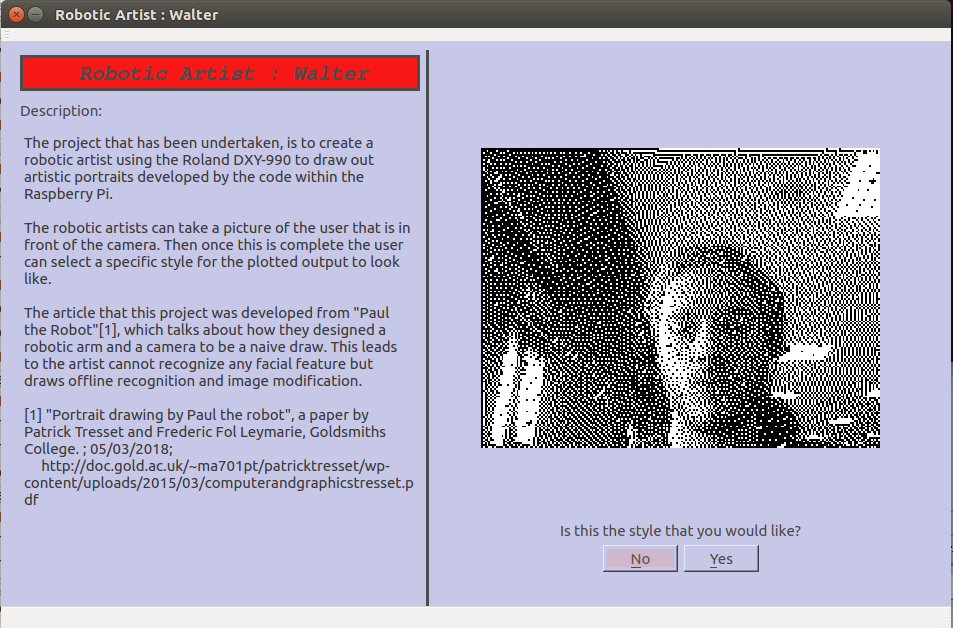 Robotic Artist : Walter
Robotic Artist : Walter
Description:
The project that has been undertaken, is to create a
robotic artist using the Roland DXY-990 to draw out
artistic portraits developed by the code within the
Raspberry Pi.
The robotic artists can take a picture of the user that is in
front of the camera. Then once this is complete the user
can select a specific style for the plotted output to look
like.
The article that this project was developed from "Paul
the Robot"[1], which talks about how they designed a
robotic arm and a camera to be a naive draw. This leads
to the artist cannot recognize any facial feature but
draws offline recognition and image modification.
[1] "Portrait drawing by Paul the robot", a paper by
Patrick Tresset and Frederic Fol Leymarie, Goldsmiths
College. ; 05/03/2018;
http://doc.gold.ac.uk/~ma701pt/patricktresset/wp-
content/uploads/2015/03/computerandgraphicstresset.p
df
Is this the style that you would like?
No Yes